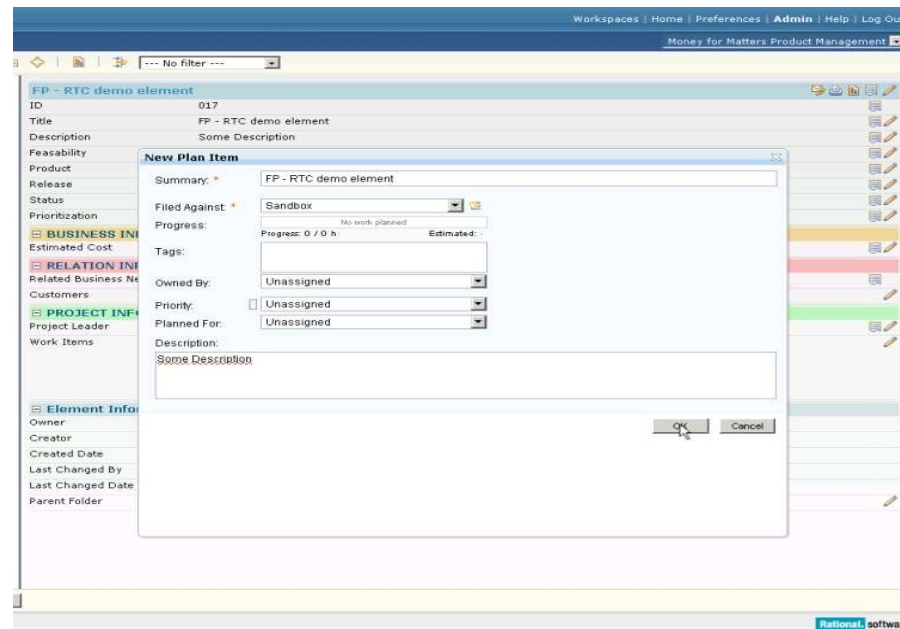 Workspaces | Home | Preferences | Admin | Help | Log Ou
Money for Matters Product Management
--- No filter ---
FP - RTC demo element
ID 017
Title FP - RTC demo element
Description Some Description
Feasability
Product
Release
Status
Prioritization
BUSINESS IN
Estimated Cost
RELATION IN
Related Business Ne
Customers
PROJECT INF
Project Leader
Work Items
Element Info
Owner
Creator
Created Date
Last Changed By
Last Changed Date
Parent Folder
New Plan Item
Summary: * FP - RTC demo element
Filed Against: * Sandbox
Progress: No work planned
Progress: 0 / 0 h Estimated: -
Tags:
Owned By: Unassigned
Priority: Unassigned
Planned For: Unassigned
Description:
Some Description
OK Cancel
Rational. softwa